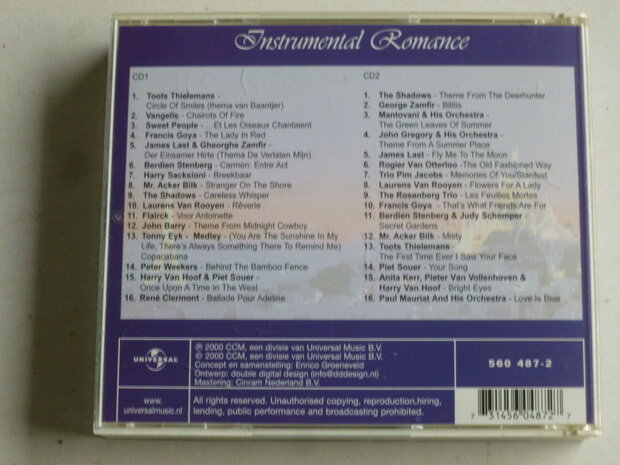 Instrumental Romance
CD1
1. Toots Thielemans -
Circle Of Smiles (thema van Baantjer)
2. Vangelis - Chairots Of Fire
3. Sweet People - ...Et Les Oiseaux Chantaient
4. Francis Goya - The Lady In Red
5. James Last & Gheorghe Zamfir -
Der Einsamer Hirte (Thema De Verlaten Mijn)
6. Berdien Stenberg - Carmen: Entre Act
7. Harry Sacksioni - Breekbaar
8. Mr. Acker Bilk - Stranger On The Shore
9. The Shadows - Careless Whisper
10. Laurens Van Rooyen - Rêverie
11. Flairck - Voor Antoinette
12. John Barry - Theme From Midnight Cowboy
13. Tonny Eyk - Medley - (You Are The Sunshine In My
Life, There's Always Something There To Remind Me)
Copacabana
14. Peter Weekers - Behind The Bamboo Fence
15. Harry Van Hoof & Piet Souer -
Once Upon A Time In The West
16. René Clermont - Ballade Pour Adeline
CD2
1. The Shadows - Theme From The Deerhunter
2. George Zamfir - Bilitis
3. Mantovani & His Orchestra -
The Green Leaves Of Summer
4. John Gregory & His Orchestra -
Theme From A Summer Place
5. James Last - Fly Me To The Moon
6. Rogier Van Otterloo - The Old Fashioned Way
7. Trio Pim Jacobs - Memories Of You/Stardust
8. Laurens Van Rooyen - Flowers For A Lady
9. The Rosenberg Trio - Les Feuilles Mortes
10. Francis Goya - That's What Friends Are For
11. Berdien Stenberg & Judy Schomper -
Secret Gardens
12. Mr. Acker Bilk - Misty
13. Toots Thielemans -
The First Time Ever I Saw Your Face
14. Piet Souer - Your Song
15. Anita Kerr, Pieter Van Vollenhoven &
Harry Van Hoof - Bright Eyes
16. Paul Mauriat And His Orchestra - Love Is Blue
UNIVERSAL
℗ 2000 CCM, een divisie van Universal Music B.V.
© 2000 CCM, een divisie van Universal Music B.V.
Concept en samenstelling: Enrico Groeneveld
Ontwerp: double digital design (info@dddesign.nl)
Mastering: Cinram Nederland B.V.
560 487-2
www.
universalmusic.nl
All rights reserved. Unauthorised copying, reproduction, hiring,
lending, public performance and broadcasting prohibited.
7 31456 04872 7